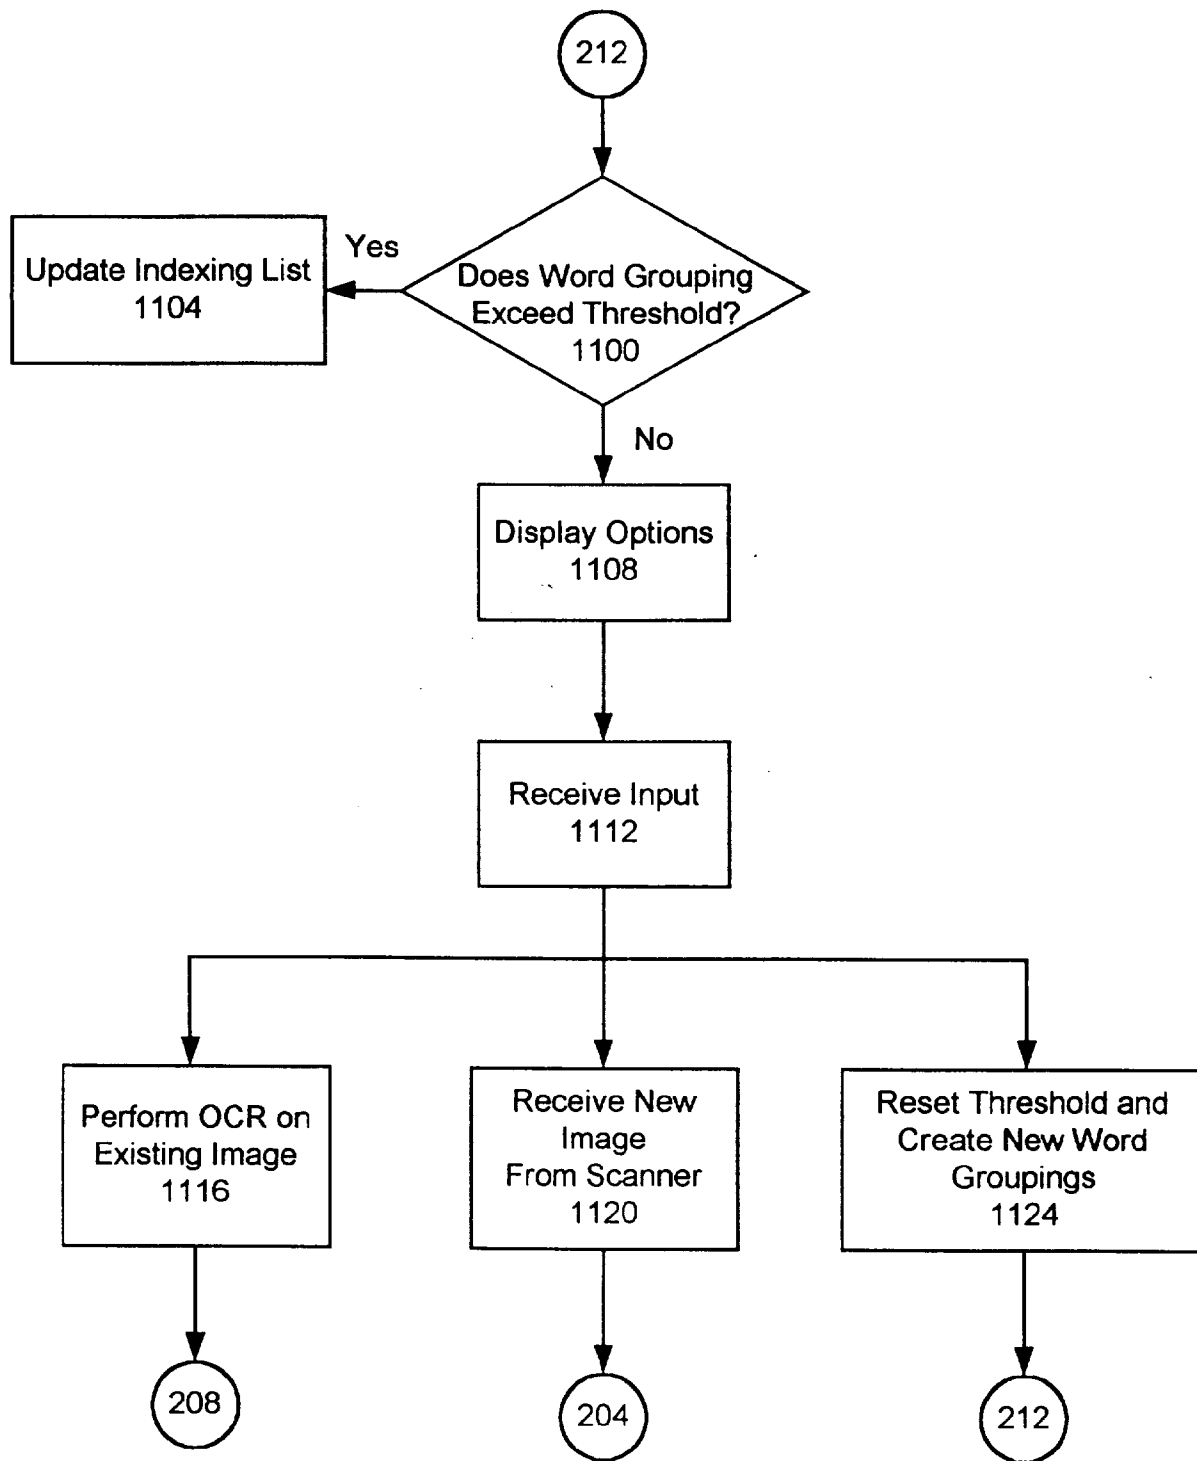 212
Does Word Grouping
Exceed Threshold?
1100
Yes
Update Indexing List
1104
No
Display Options
1108
Receive Input
1112
Perform OCR on
Existing Image
1116
Receive New
Image
From Scanner
1120
Reset Threshold and
Create New Word
Groupings
1124
208
204
212